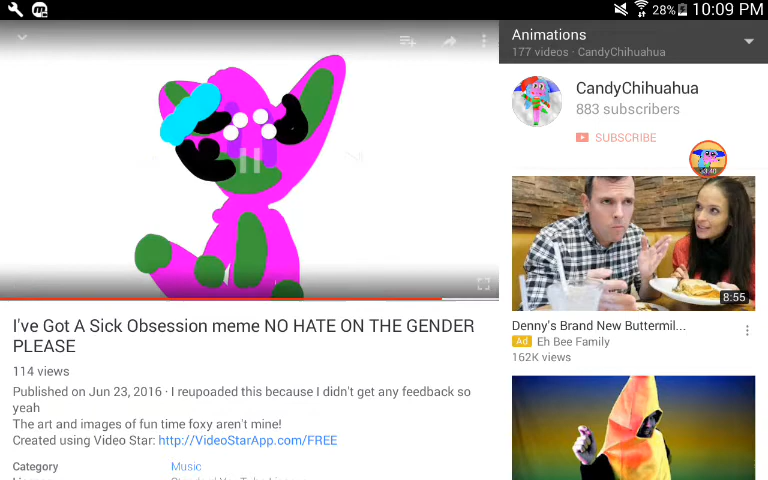 28% 10:09 PM
Animations
177 videos · CandyChihuahua
CandyChihuahua
883 subscribers
SUBSCRIBE
8:55
Denny's Brand New Buttermil...
Ad Eh Bee Family
162K views
I've Got A Sick Obsession meme NO HATE ON THE GENDER
PLEASE
114 views
Published on Jun 23, 2016 · I reupoaded this because I didn't get any feedback so
yeah
The art and images of fun time foxy aren't mine!
Created using Video Star: http://VideoStarApp.com/FREE
Category Music